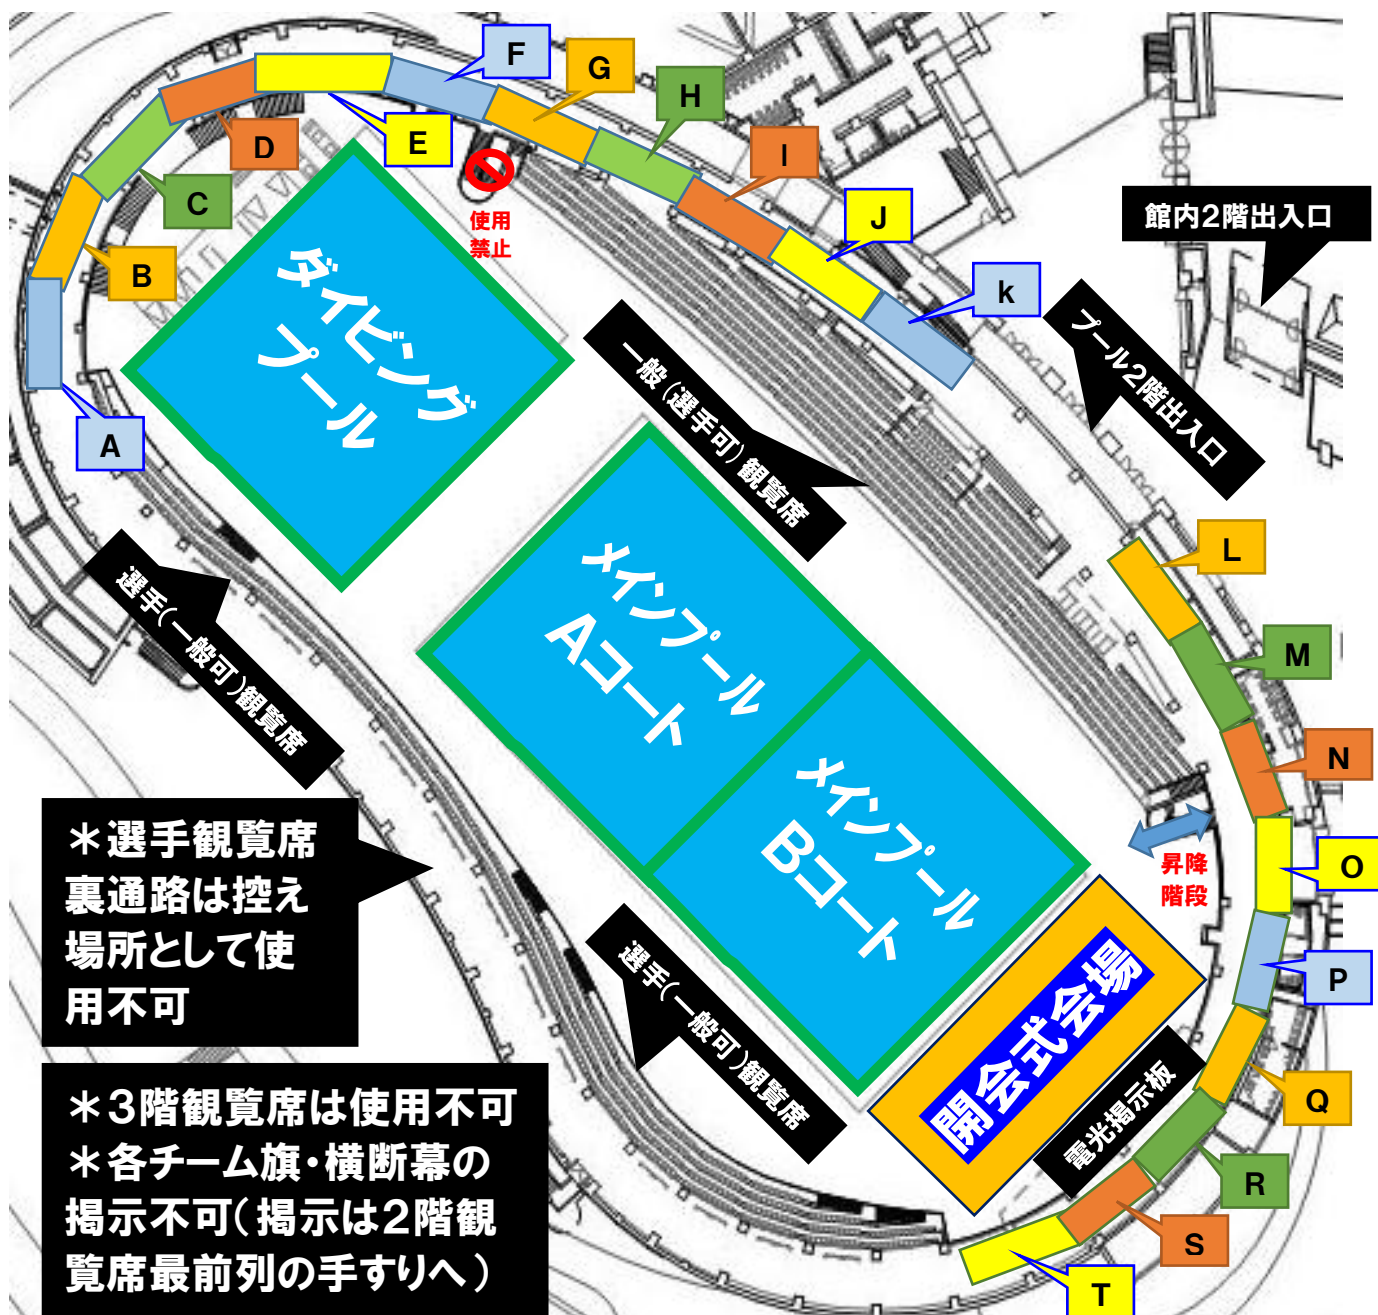 F
G
H
D
E
I
C
J
館内2階出入口
使用
禁止
B
k
ダイビング
プール
プール2階出入口
一般(選手可)観覧席
A
L
選手(一般可)観覧席
メインプール
Aコート
M
N
メインプール
Bコート
*選手観覧席
裏通路は控え
場所として使
用不可
昇降
階段
O
選手(一般可)観覧席
P
開会式会場
電光掲示板
Q
*3階観覧席は使用不可
*各チーム旗・横断幕の
掲示不可(掲示は2階観
覧席最前列の手すりへ)
R
S
T